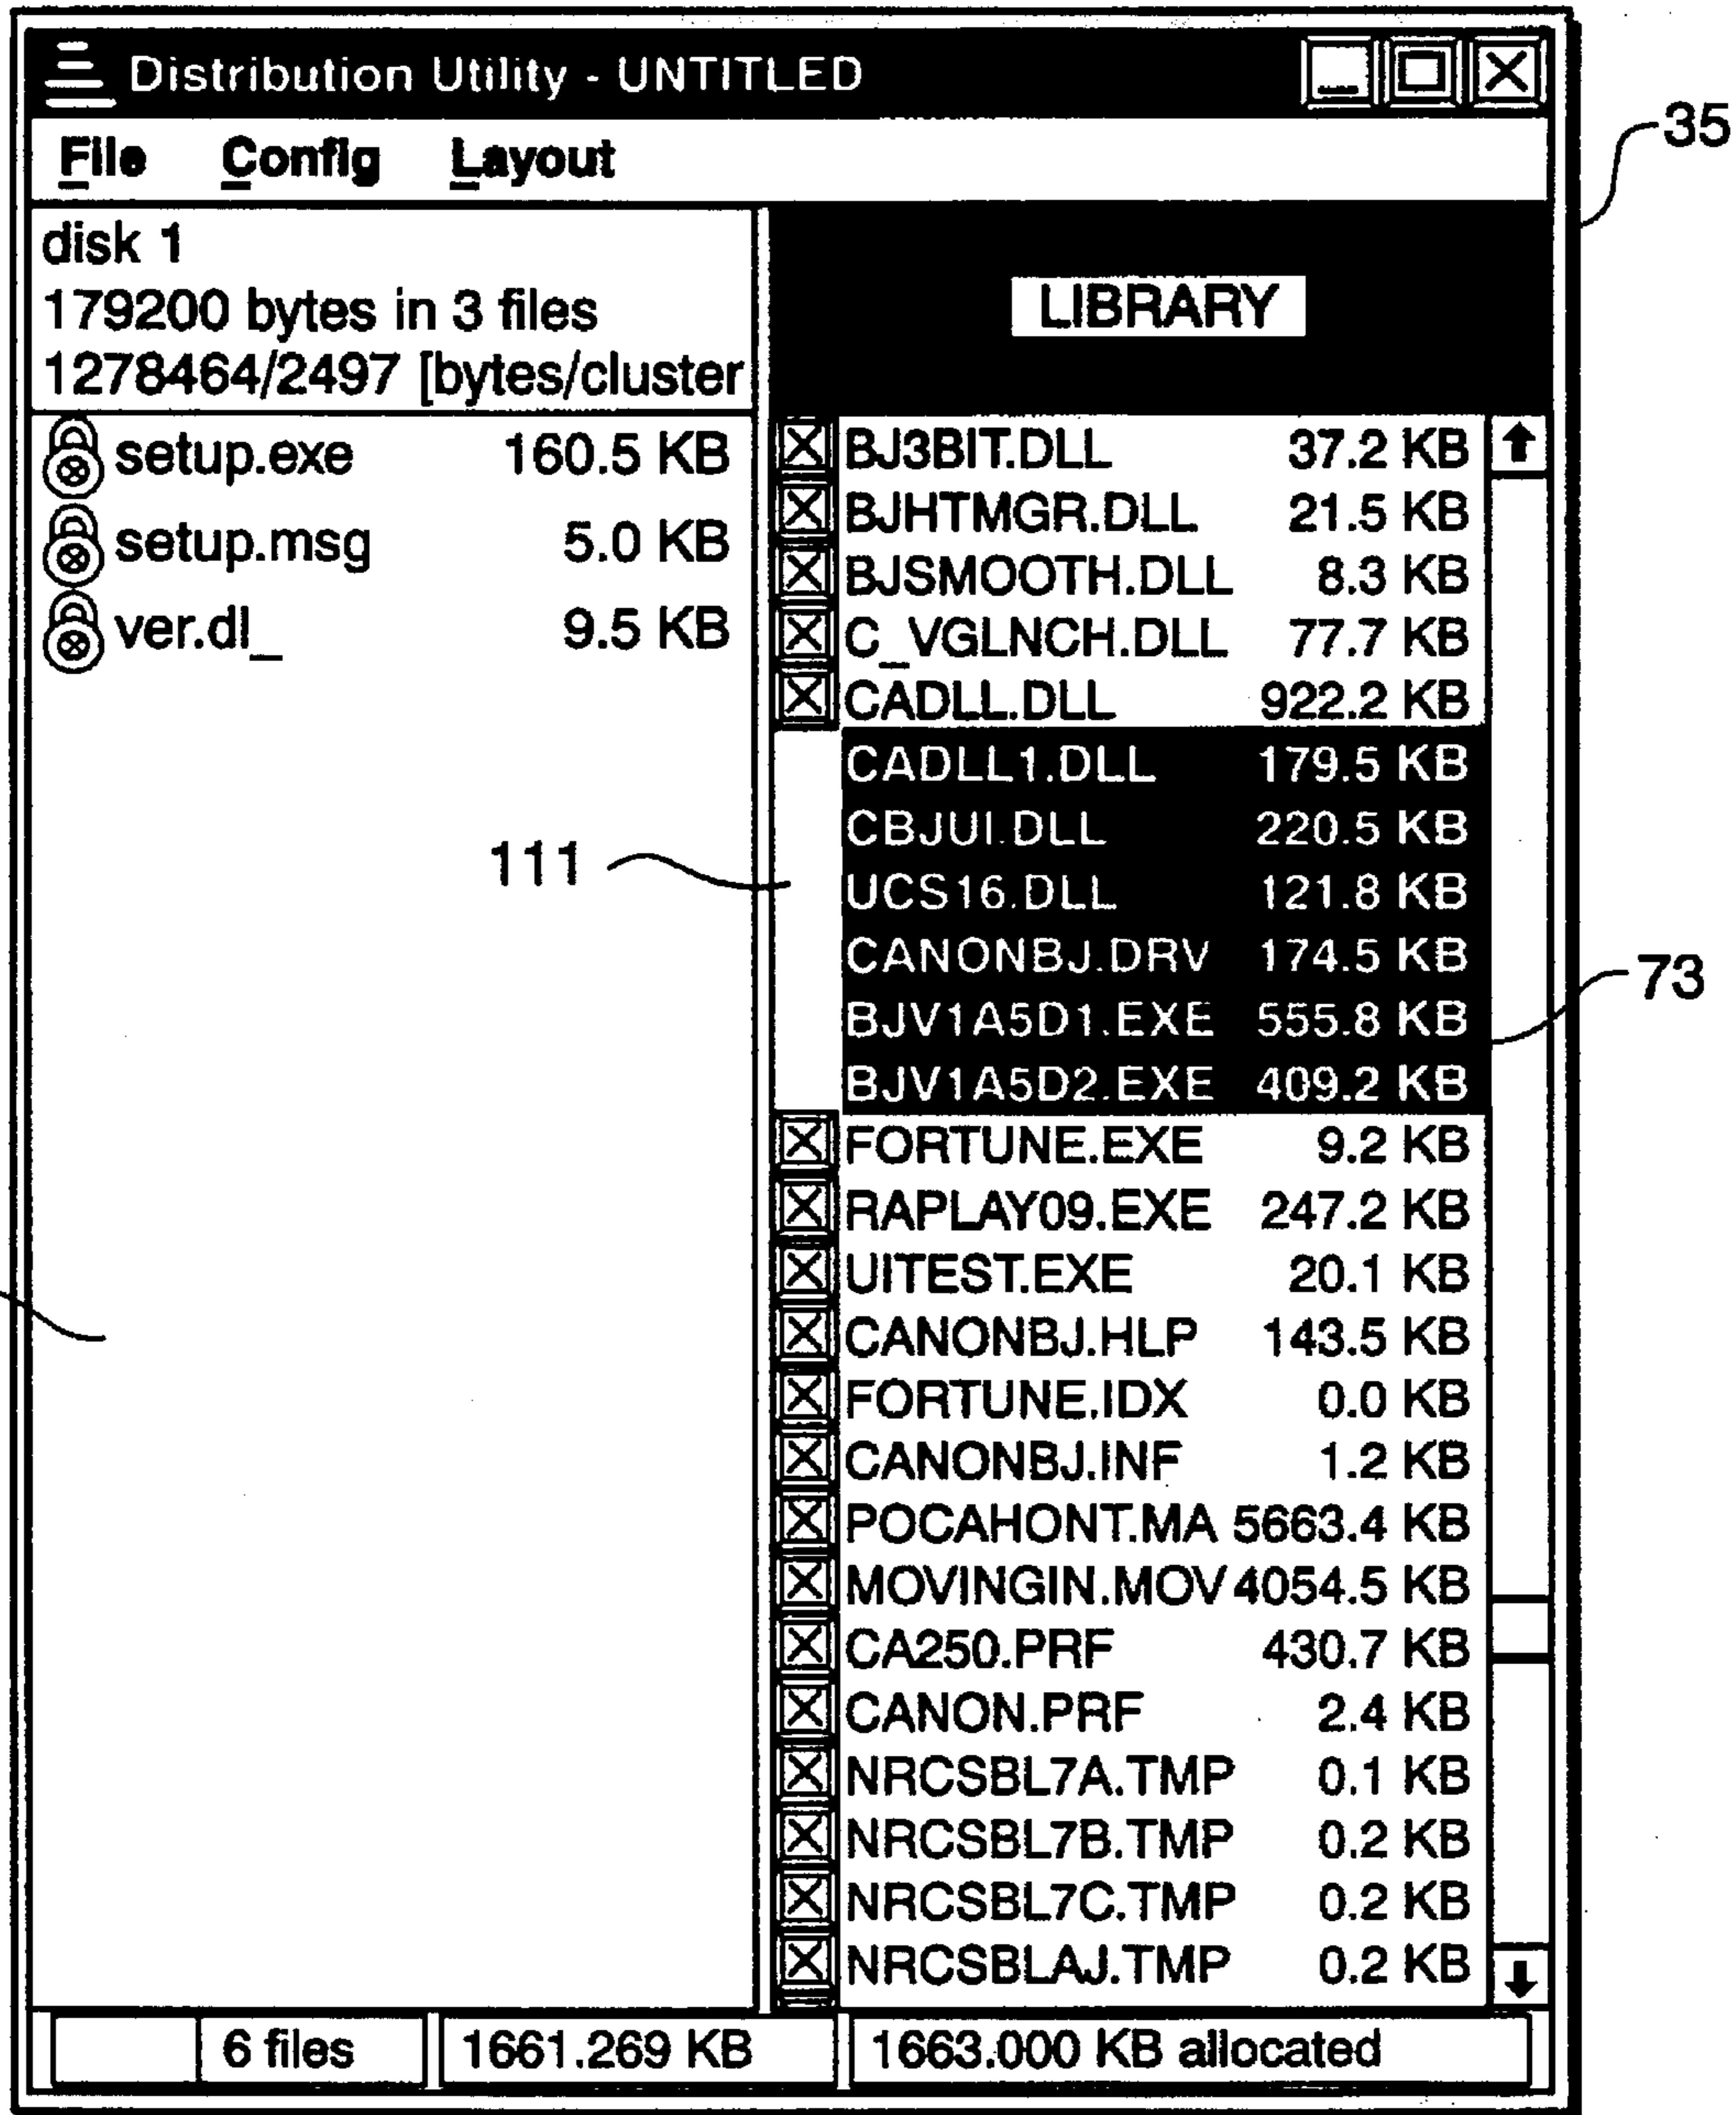 Distribution Utility - UNTITLED
File Config Layout
35
disk 1
179200 bytes in 3 files
1278464/2497 [bytes/cluster
LIBRARY
setup.exe 160.5 KB
setup.msg 5.0 KB
ver.dl_ 9.5 KB
BJ3BIT.DLL 37.2 KB
BJHTMGR.DLL 21.5 KB
BJSMOOTH.DLL 8.3 KB
C_VGLNCH.DLL 77.7 KB
CADLL.DLL 922.2 KB
CADLL1.DLL 179.5 KB
CBJUI.DLL 220.5 KB
111
UCS16.DLL 121.8 KB
CANONBJ.DRV 174.5 KB
73
BJV1A5D1.EXE 555.8 KB
BJV1A5D2.EXE 409.2 KB
FORTUNE.EXE 9.2 KB
RAPLAY09.EXE 247.2 KB
UITEST.EXE 20.1 KB
CANONBJ.HLP 143.5 KB
FORTUNE.IDX 0.0 KB
CANONBJ.INF 1.2 KB
POCAHONT.MA 5663.4 KB
MOVINGIN.MOV 4054.5 KB
CA250.PRF 430.7 KB
CANON.PRF 2.4 KB
NRCSBL7A.TMP 0.1 KB
NRCSBL7B.TMP 0.2 KB
NRCSBL7C.TMP 0.2 KB
NRCSBLAJ.TMP 0.2 KB
6 files 1661.269 KB 1663.000 KB allocated